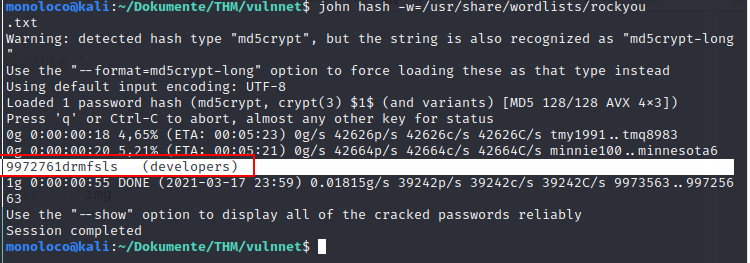 monoloco@kali:~/Dokumente/THM/vulnnet$ john hash -w=/usr/share/wordlists/rockyou
.txt
Warning: detected hash type "md5crypt", but the string is also recognized as "md5crypt-long
"
Use the "--format=md5crypt-long" option to force loading these as that type instead
Using default input encoding: UTF-8
Loaded 1 password hash (md5crypt, crypt(3) $1$ (and variants) [MD5 128/128 AVX 4×3])
Press 'q' or Ctrl-C to abort, almost any other key for status
0g 0:00:00:18 4,65% (ETA: 00:05:23) 0g/s 42626p/s 42626c/s 42626C/s tmy1991..tmq8983
0g 0:00:00:20 5,21% (ETA: 00:05:21) 0g/s 42664p/s 42664c/s 42664C/s minnie100..minnesota6
9972761drmfsls (developers)
1g 0:00:00:55 DONE (2021-03-17 23:59) 0.01815g/s 39242p/s 39242c/s 39242C/s 9973563..997256
63
Use the "--show" option to display all of the cracked passwords reliably
Session completed
monoloco@kali:~/Dokumente/THM/vulnnet$